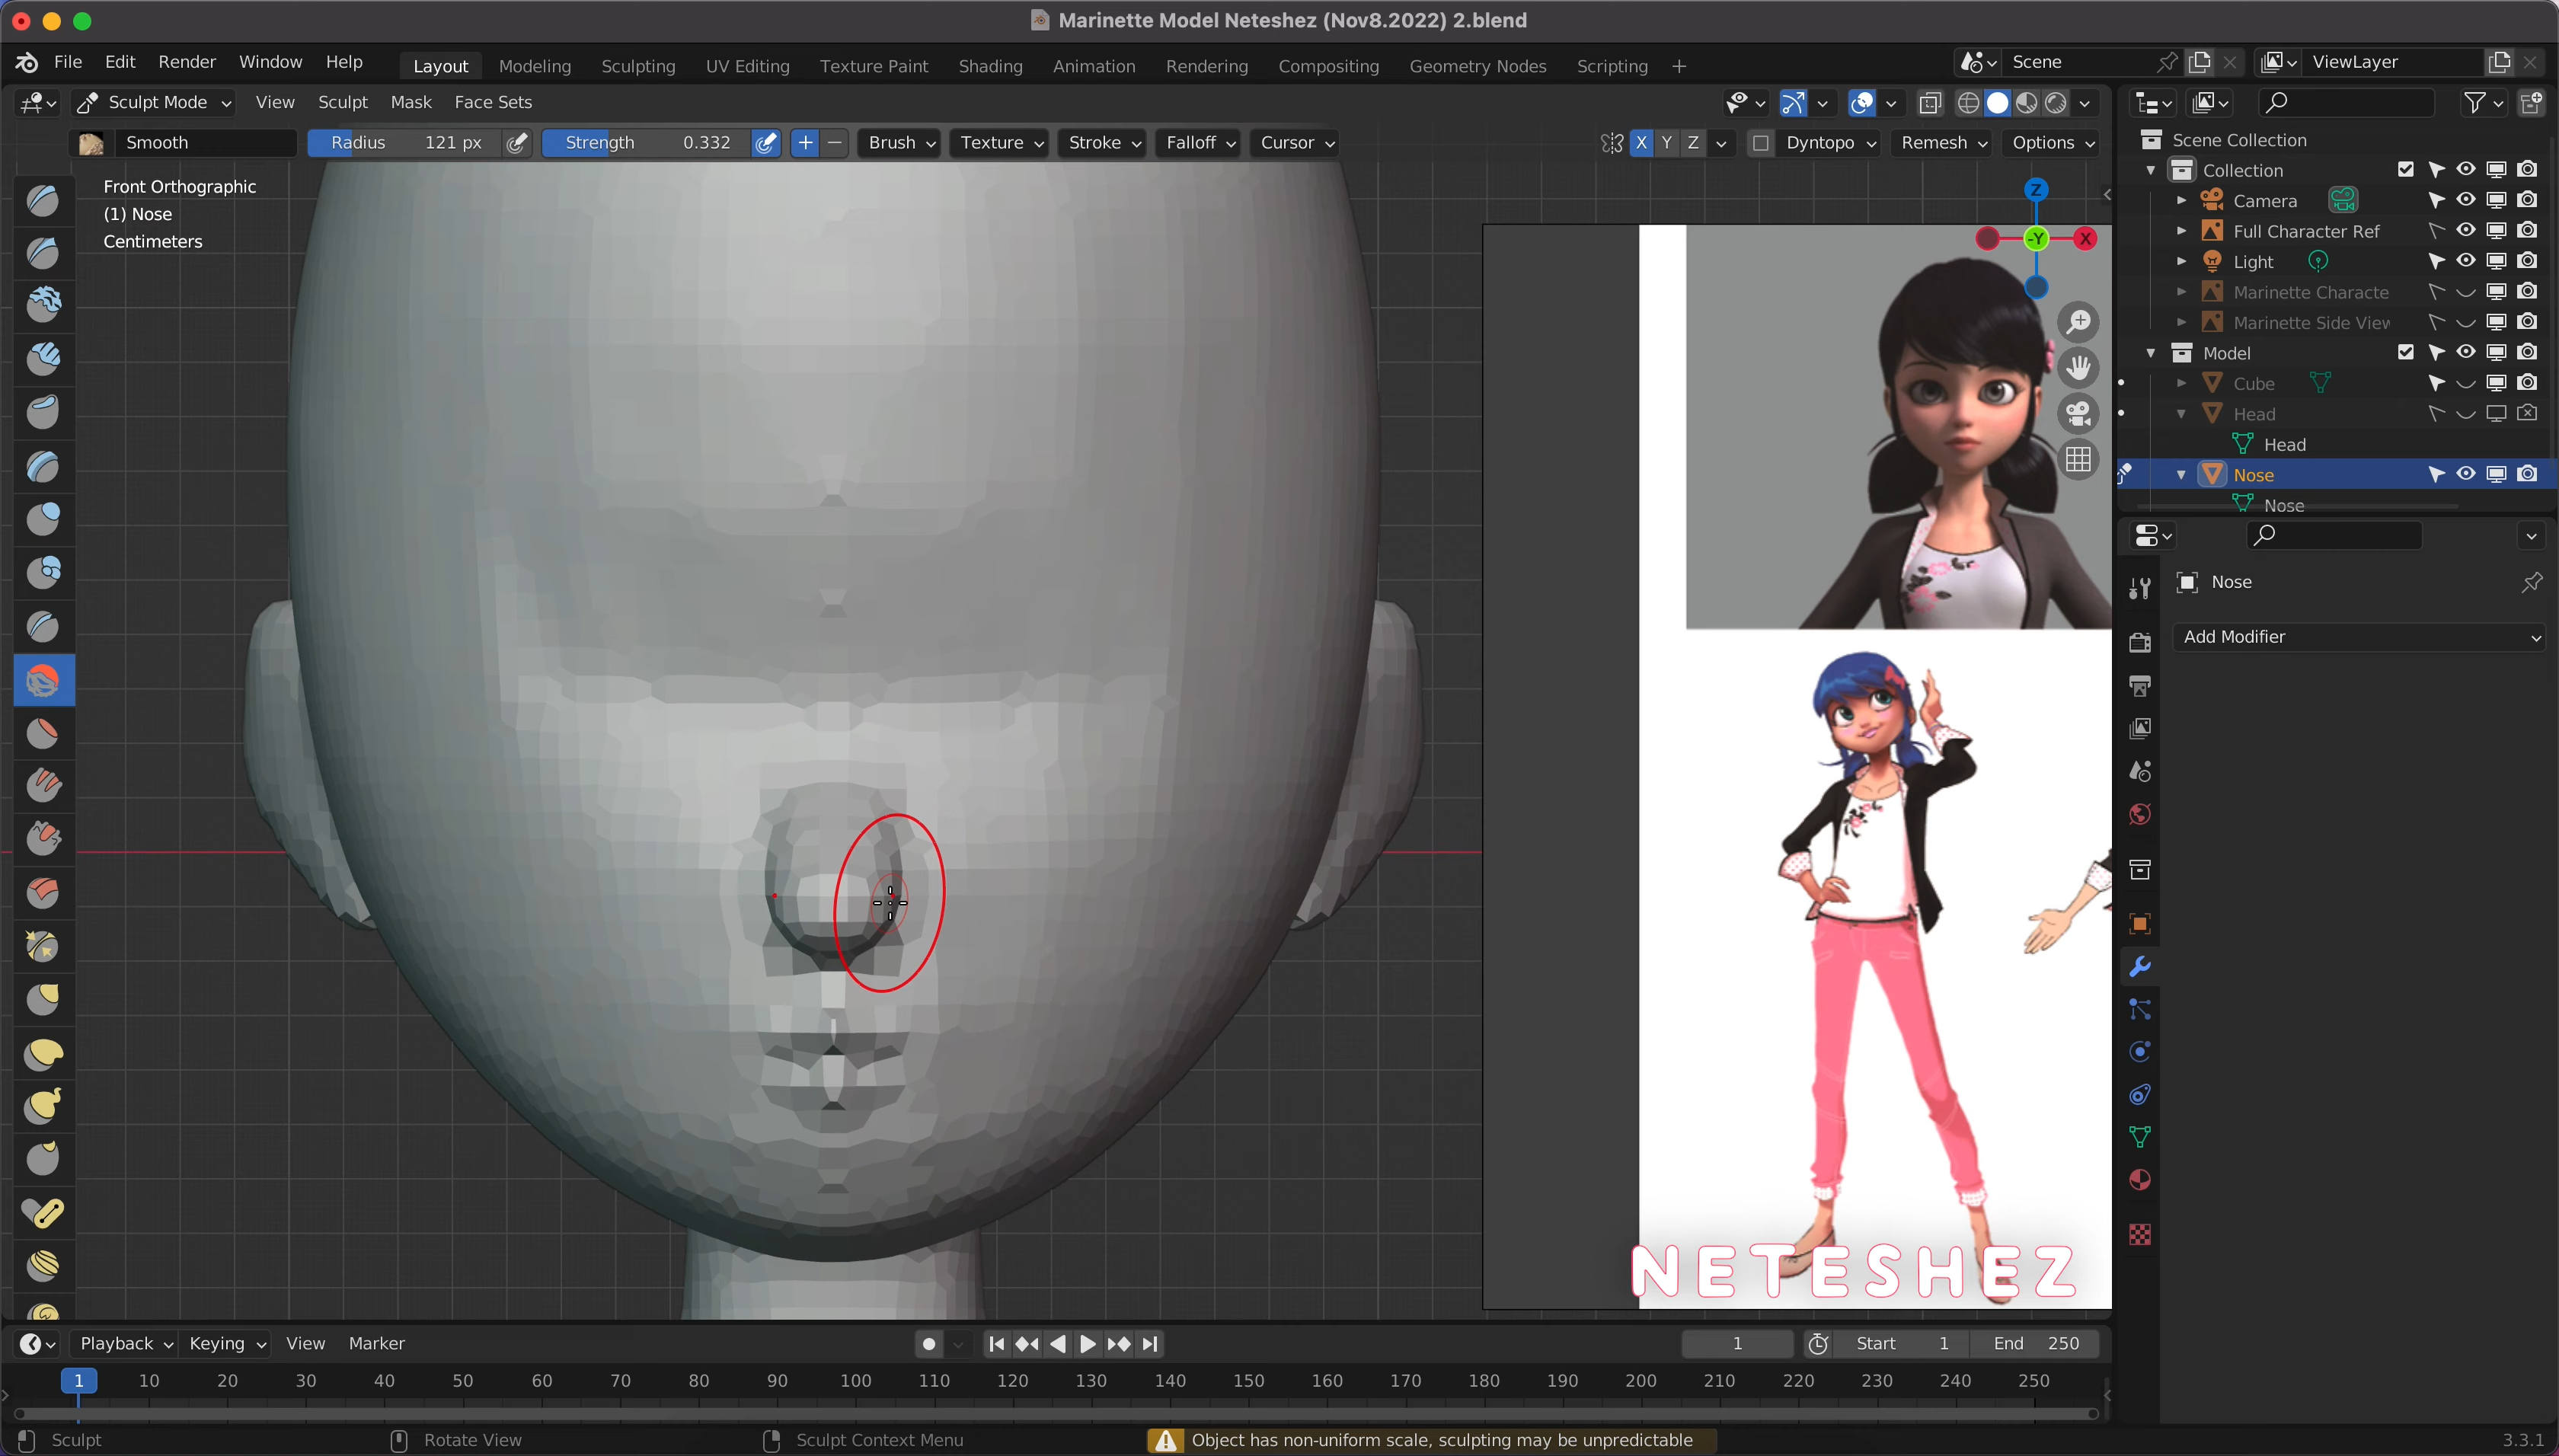 Marinette Model Neteshez (Nov8.2022) 2.blend
File Edit Render Window Help Layout Modeling Sculpting UV Editing Texture Paint Shading Animation Rendering Compositing Geometry Nodes Scripting + Scene ViewLayer
Sculpt Mode View Sculpt Mask Face Sets
Smooth Radius 121 px Strength 0.332 + − Brush Texture Stroke Falloff Cursor X Y Z Dyntopo Remesh Options
Front Orthographic
(1) Nose
Centimeters
Z
-Y X
Scene Collection
Collection
Camera
Full Character Ref
Light
Marinette Characte
Marinette Side View
Model
Cube
Head
Head
Nose
Nose
Nose
Add Modifier
NETESHEZ
Playback Keying View Marker 1 Start 1 End 250
1 10 20 30 40 50 60 70 80 90 100 110 120 130 140 150 160 170 180 190 200 210 220 230 240 250
Sculpt Rotate View Sculpt Context Menu Object has non-uniform scale, sculpting may be unpredictable 3.3.1